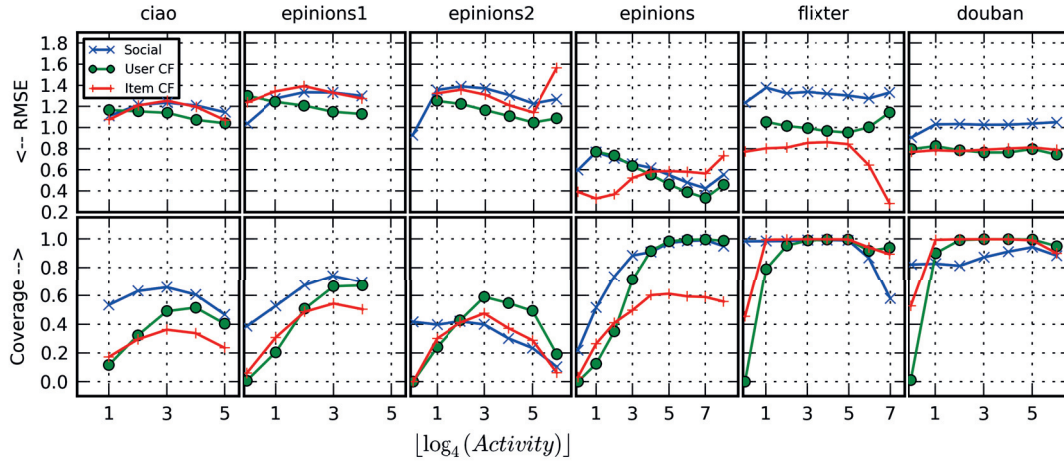 ciao epinions1 epinions2 epinions flixter douban
Social
User CF
Item CF
<-- RMSE
1.8
1.6
1.4
1.2
1.0
0.8
0.6
0.4
0.2
Coverage -->
1.0
0.8
0.6
0.4
0.2
0.0
1 3 5 1 3 5 1 3 5 1 3 5 7 1 3 5 7 1 3 5
⌊log₄(Activity)⌋